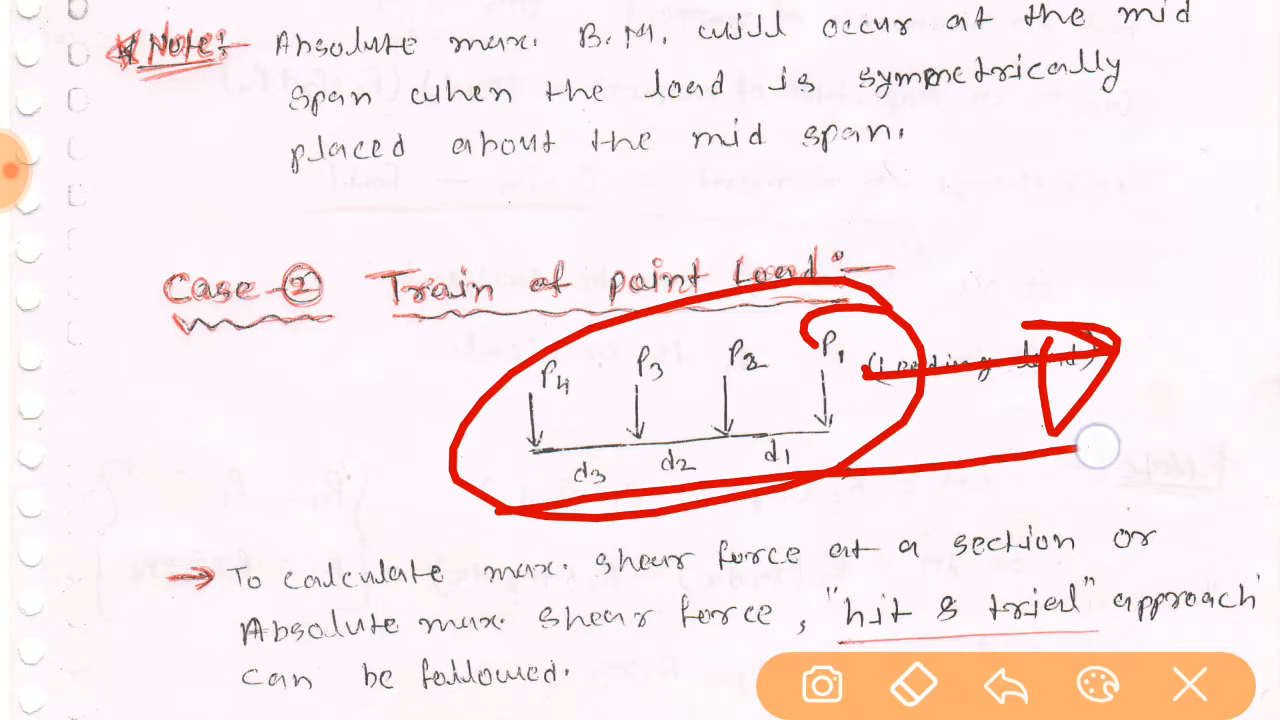 * Note:- Absolute max. B.M. will occur at the mid
span when the load is symmetrically
placed about the mid span.
Case-② Train of point Load:-
P4 P3 P2 P1 (Leading load)
d3 d2 d1
→ To calculate max. shear force at a section or
Absolute max. shear force, "hit & trial" approach
can be followed.